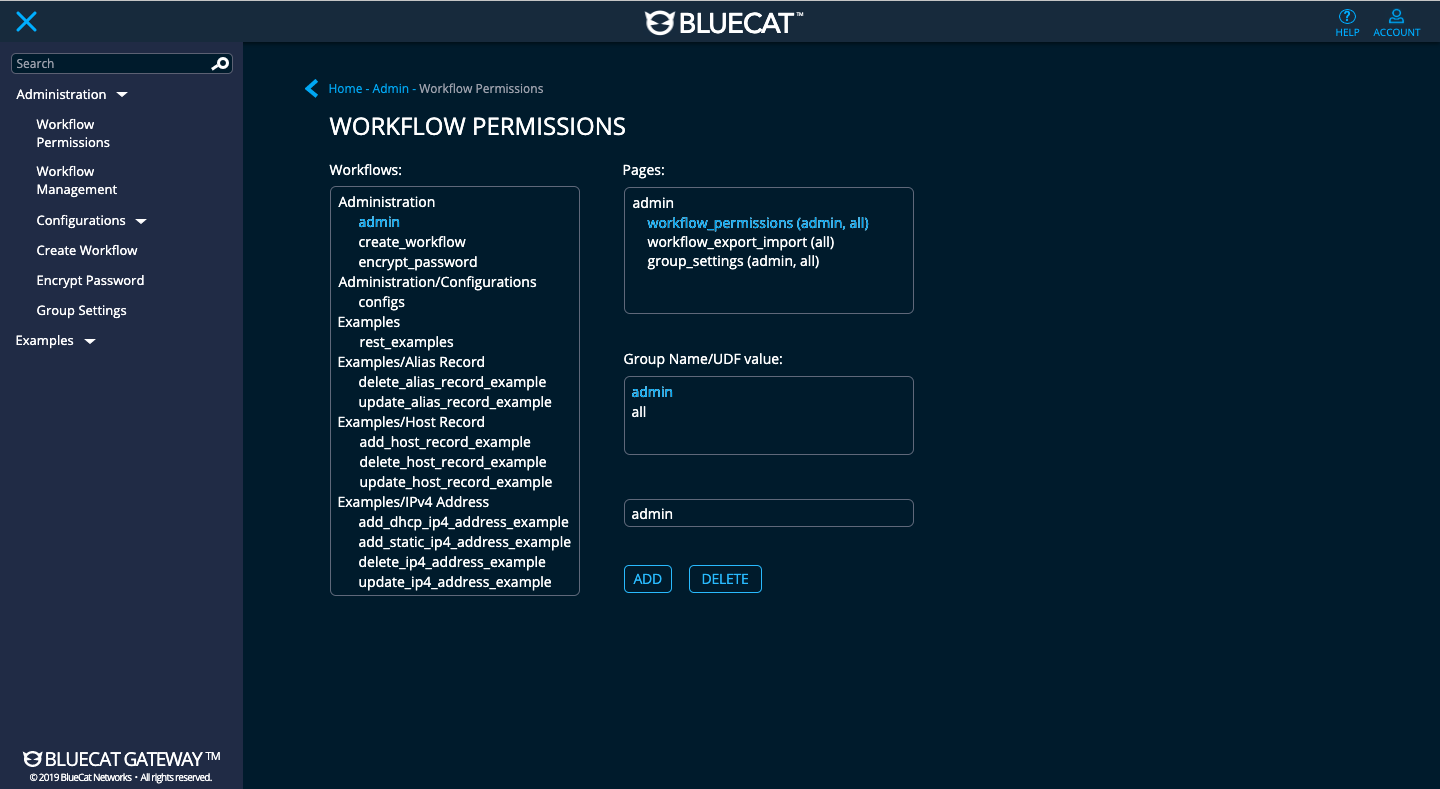 BLUECAT™
HELP
ACCOUNT
Search
Administration
Workflow
Permissions
Workflow
Management
Configurations
Create Workflow
Encrypt Password
Group Settings
Examples
BLUECAT GATEWAY™
© 2019 BlueCat Networks · All rights reserved.
Home - Admin - Workflow Permissions
WORKFLOW PERMISSIONS
Workflows:
Administration
admin
create_workflow
encrypt_password
Administration/Configurations
configs
Examples
rest_examples
Examples/Alias Record
delete_alias_record_example
update_alias_record_example
Examples/Host Record
add_host_record_example
delete_host_record_example
update_host_record_example
Examples/IPv4 Address
add_dhcp_ip4_address_example
add_static_ip4_address_example
delete_ip4_address_example
update_ip4_address_example
Pages:
admin
workflow_permissions (admin, all)
workflow_export_import (all)
group_settings (admin, all)
Group Name/UDF value:
admin
all
admin
ADD
DELETE